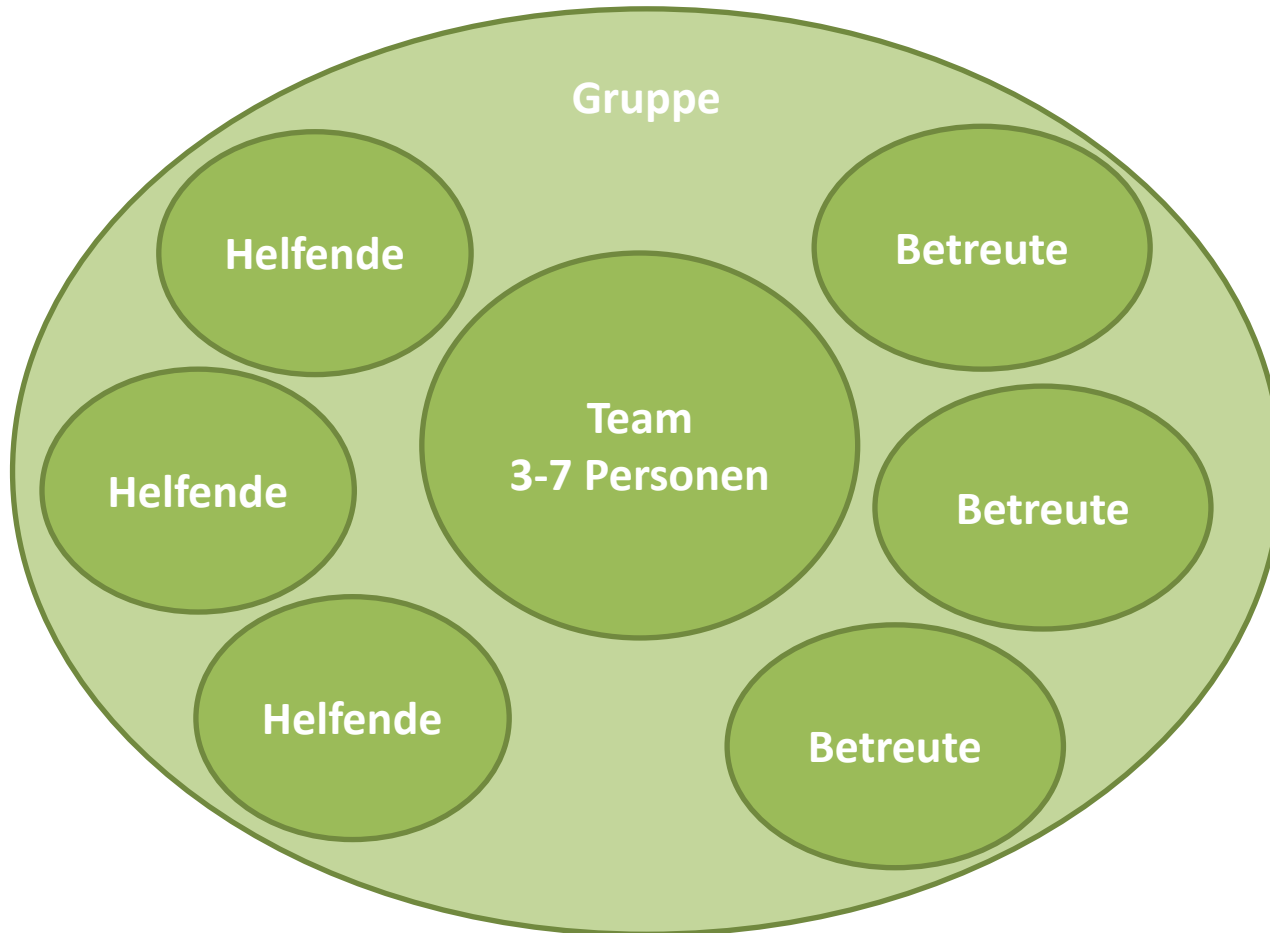 Gruppe
Helfende
Betreute
Team
3-7 Personen
Helfende
Betreute
Helfende
Betreute